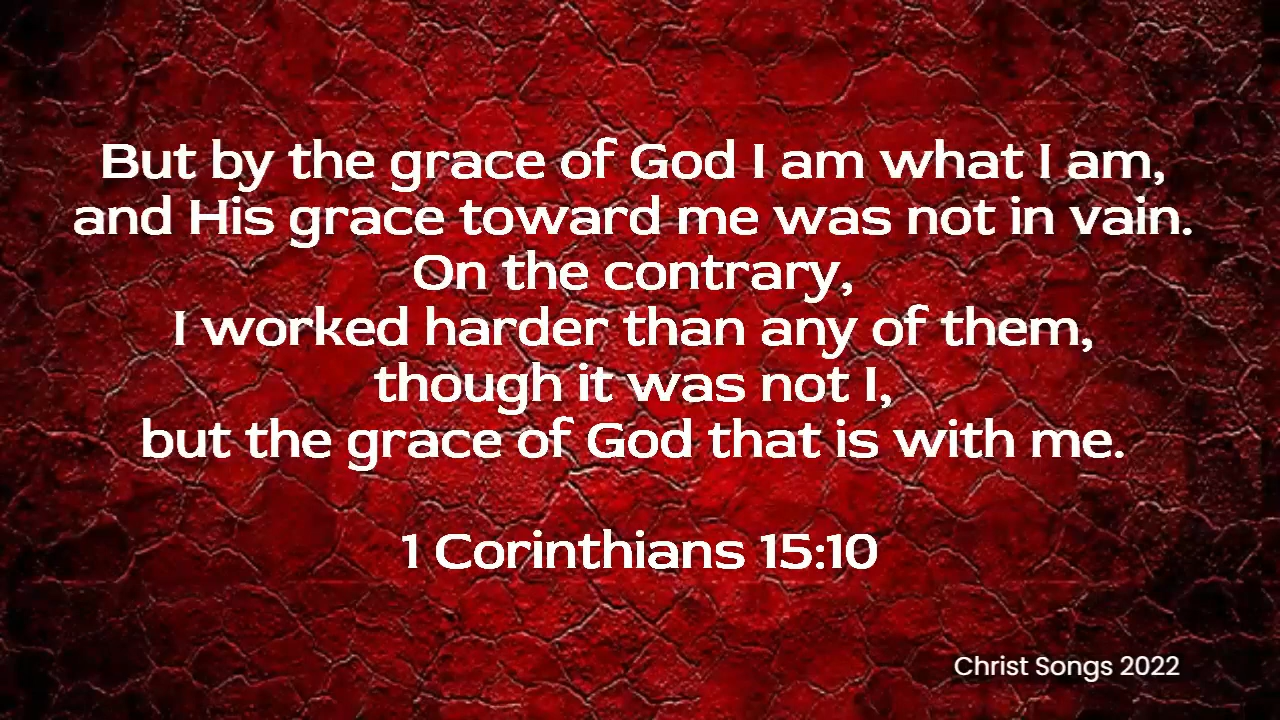 But by the grace of God I am what I am,
and His grace toward me was not in vain.
On the contrary,
I worked harder than any of them,
though it was not I,
but the grace of God that is with me.
1 Corinthians 15:10
Christ Songs 2022